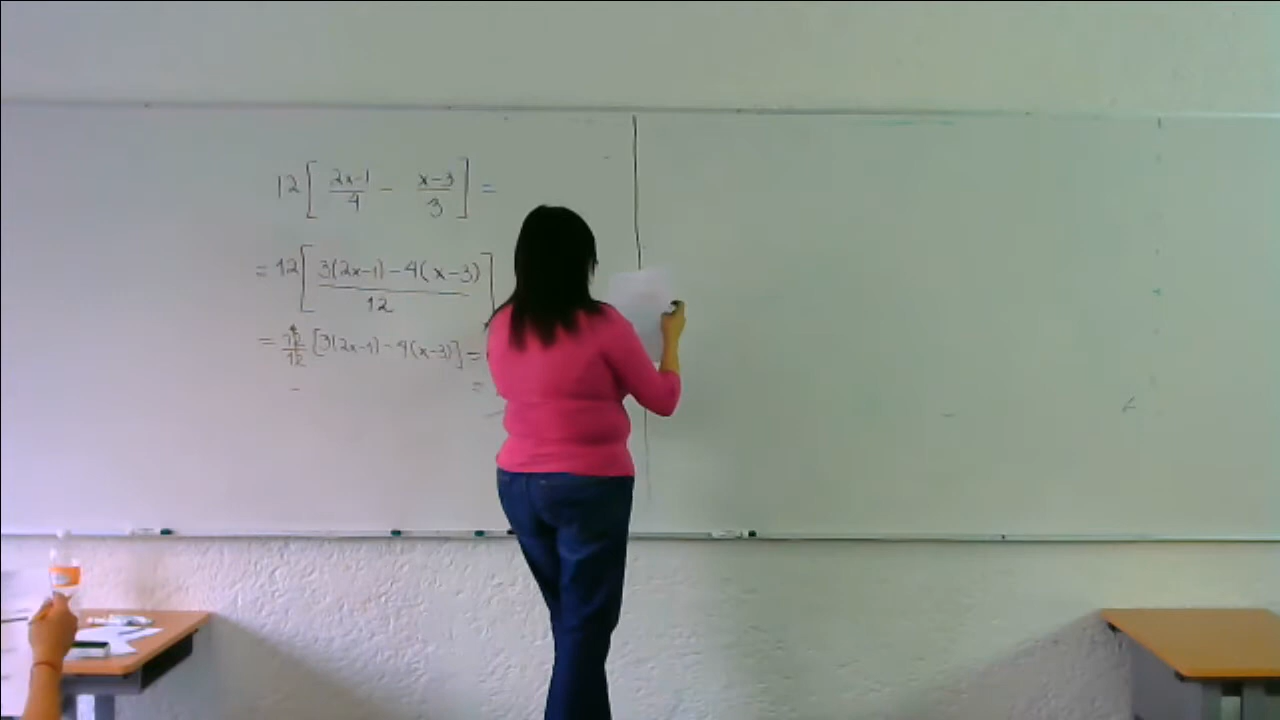 12 [ (2x-1)/4 - (x-3)/3 ] =
= 12 [ (3(2x-1) - 4(x-3))/12 ]
= 12/12 [3(2x-1) - 4(x-3)] =
=